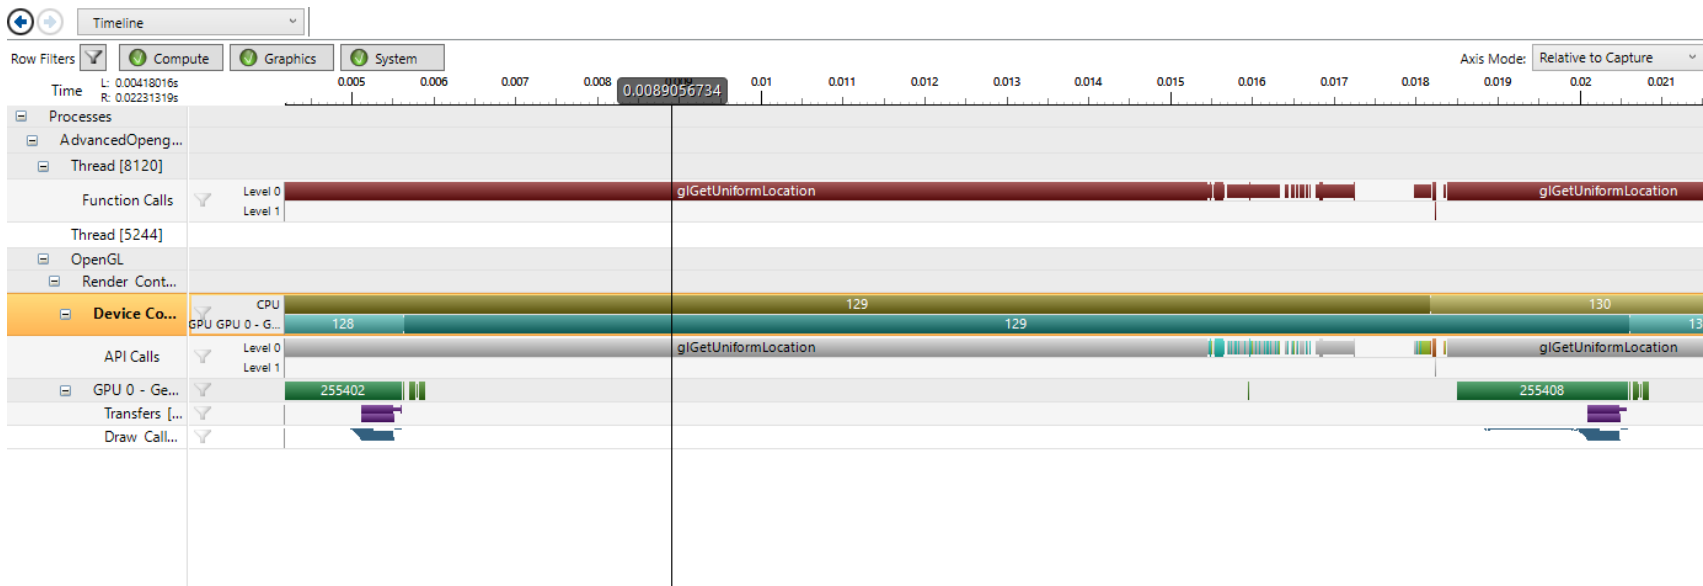 Timeline
Row Filters Compute Graphics System Axis Mode: Relative to Capture
Time L: 0.00418016s 0.005 0.006 0.007 0.008 0.01 0.011 0.012 0.013 0.014 0.015 0.016 0.017 0.018 0.019 0.02 0.021
R: 0.02231319s 0.0089056734
Processes
AdvancedOpeng...
Thread [8120]
Function Calls Level 0 glGetUniformLocation glGetUniformLocation
Level 1
Thread [5244]
OpenGL
Render Cont...
Device Co... CPU 129 130
GPU GPU 0 - G... 128 129 13
API Calls Level 0 glGetUniformLocation glGetUniformLocation
Level 1
GPU 0 - Ge... 255402 255408
Transfers [...
Draw Call...